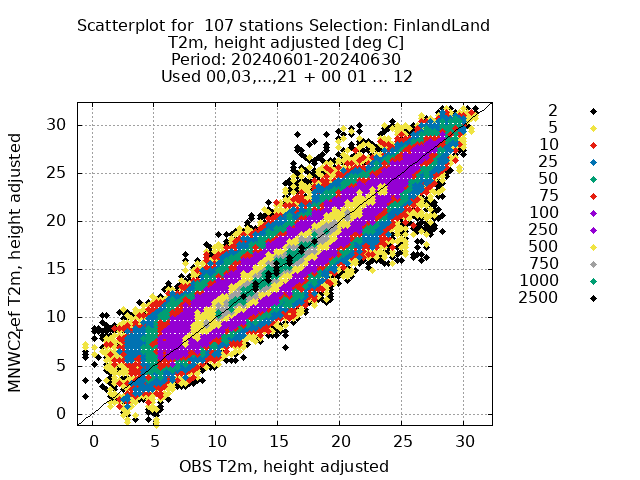 Scatterplot for 107 stations Selection: FinlandLand
T2m, height adjusted [deg C]
Period: 20240601-20240630
Used 00,03,...,21 + 00 01 ... 12
MNWC2,ef T2m, height adjusted
30
25
20
15
10
5
0
0 5 10 15 20 25 30
OBS T2m, height adjusted
2
5
10
25
50
75
100
250
500
750
1000
2500